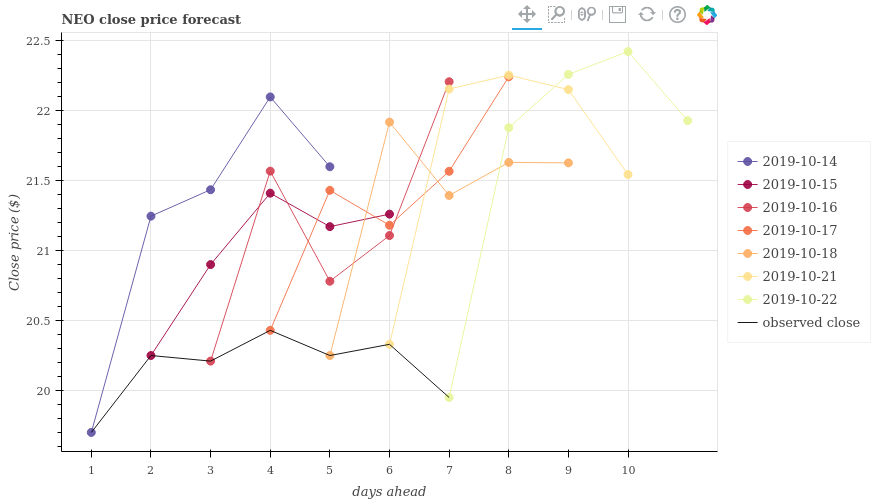 NEO close price forecast
22.5
22
21.5
21
20.5
20
Close price ($)
1 2 3 4 5 6 7 8 9 10
days ahead
2019-10-14
2019-10-15
2019-10-16
2019-10-17
2019-10-18
2019-10-21
2019-10-22
observed close